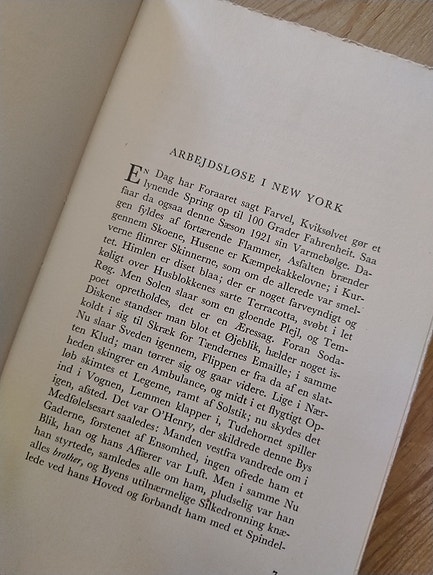 ARBEJDSLØSE I NEW YORK
EN Dag har Foraaret sagt Farvel, Kviksølvet gør et
lynende Spring op til 100 Grader Fahrenheit. Saa
faar da ogsaa denne Sæson 1921 sin Varmebølge. Da-
gen fyldes af fortærende Flammer, Asfalten brænder
gennem Skoene, Husene er Kæmpekakkelovne; i Kur-
verne flimrer Skinnerne, som om de allerede var smel-
tet. Himlen er diset blaa; der er noget farveyndigt og
køligt over Husblokkenes sarte Terracotta, svøbt i let
Røg. Men Solen slaar som en gloende Plejl, og Tem-
poet opretholdes, det er en Æressag. Foran Soda-
Diskene standser man blot et Øjeblik, hælder noget is-
koldt i sig til Skræk for Tændernes Emaille; i samme
Nu slaar Sveden igennem, Flippen er fra da af en slat-
ten Klud; man tørrer sig og gaar videre. Lige i Nær-
heden skingrer en Ambulance, og midt i et flygtigt Op-
løb skimtes et Legeme, ramt af Solstik; nu skydes det
ind i Vognen, Lemmen klapper i, Tudehornet spiller
igen, afsted. Det var O'Henry, der skildrede denne Bys
Medfølelsesart saaledes: Manden vestfra vandrede om i
Gaderne, forstenet af Ensomhed, ingen ofrede ham et
Blik, han og hans Affærer var Luft. Men i samme Nu
han styrtede, samledes alle om ham, pludselig var han
alles brother, og Byens utilnærmelige Silkedronning knæ-
lede ved hans Hoved og forbandt ham med et Spindel-
7